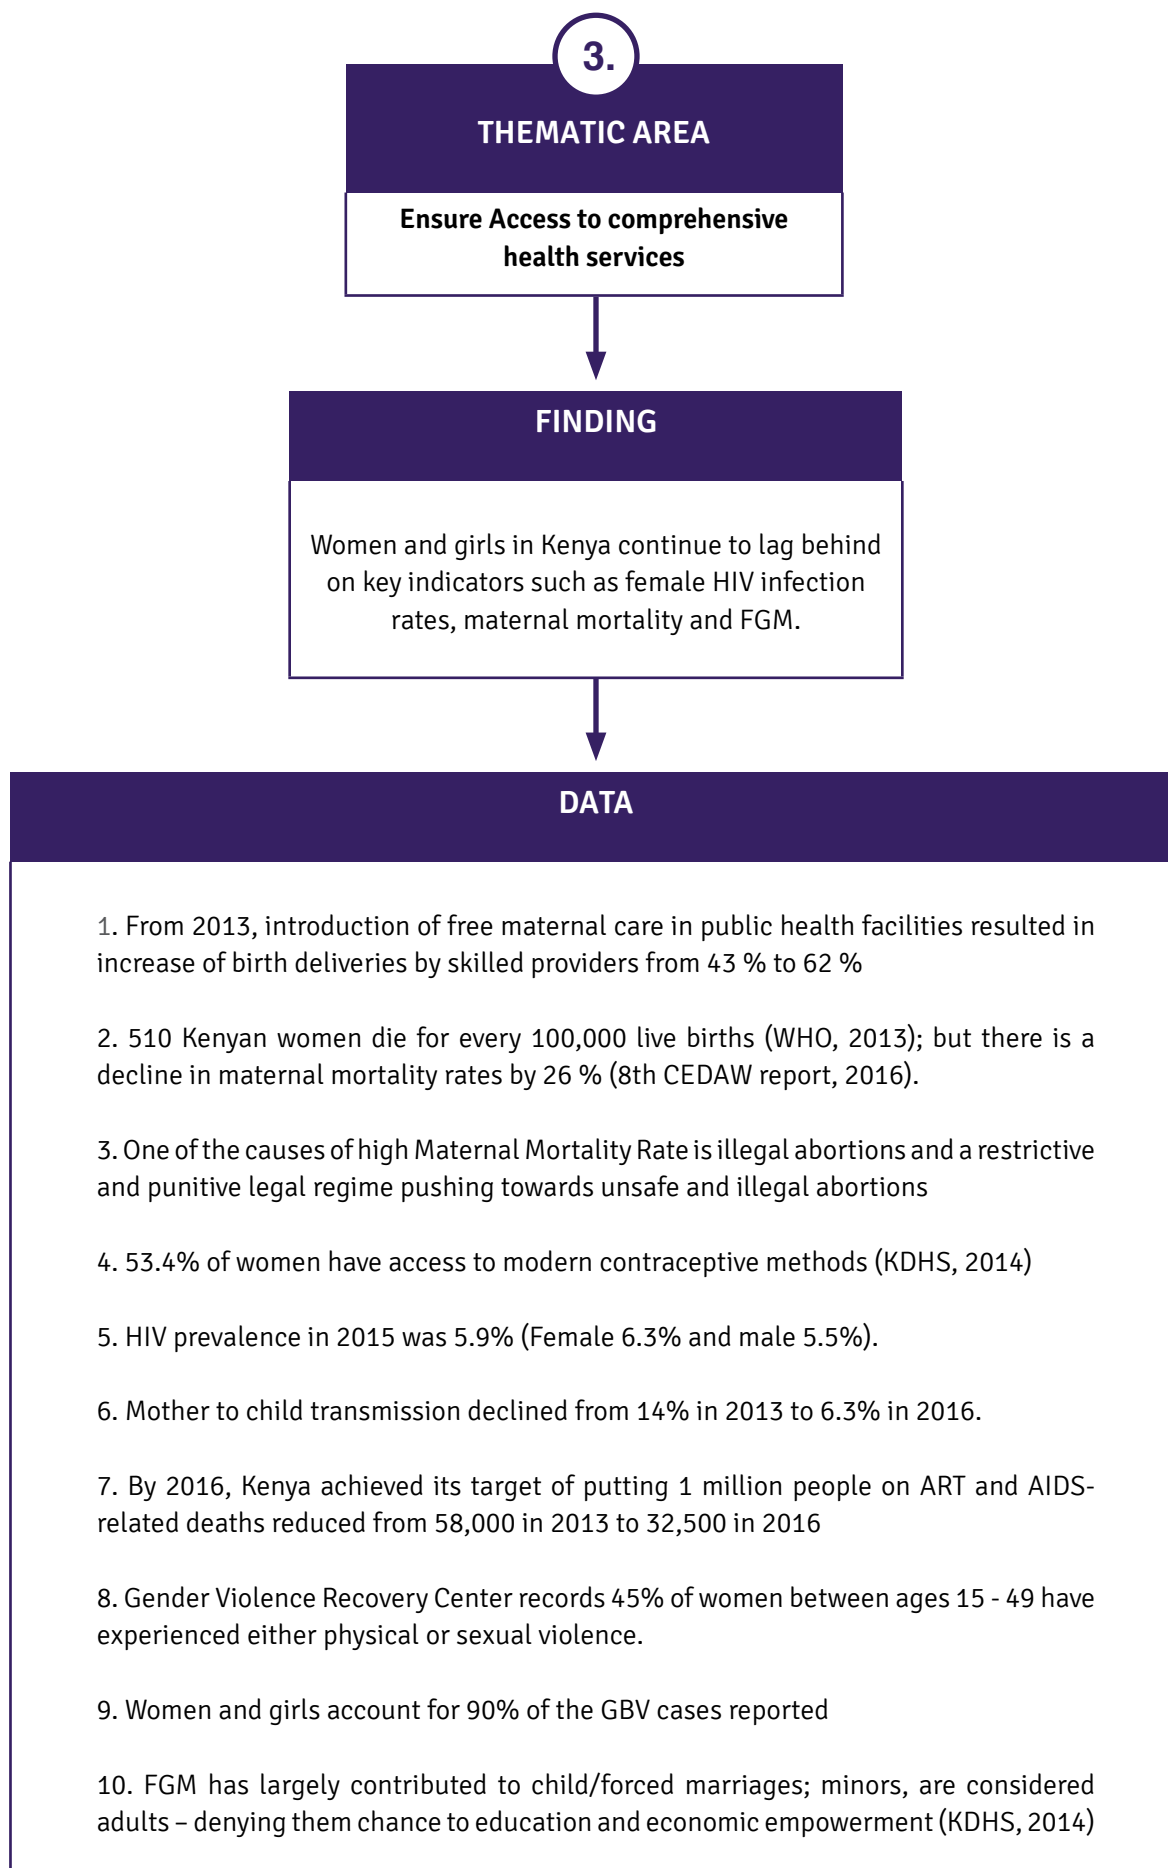 3.
THEMATIC AREA
Ensure Access to comprehensive
health services
FINDING
Women and girls in Kenya continue to lag behind
on key indicators such as female HIV infection
rates, maternal mortality and FGM.
DATA
1. From 2013, introduction of free maternal care in public health facilities resulted in
increase of birth deliveries by skilled providers from 43 % to 62 %
2. 510 Kenyan women die for every 100,000 live births (WHO, 2013); but there is a
decline in maternal mortality rates by 26 % (8th CEDAW report, 2016).
3. One of the causes of high Maternal Mortality Rate is illegal abortions and a restrictive
and punitive legal regime pushing towards unsafe and illegal abortions
4. 53.4% of women have access to modern contraceptive methods (KDHS, 2014)
5. HIV prevalence in 2015 was 5.9% (Female 6.3% and male 5.5%).
6. Mother to child transmission declined from 14% in 2013 to 6.3% in 2016.
7. By 2016, Kenya achieved its target of putting 1 million people on ART and AIDS-
related deaths reduced from 58,000 in 2013 to 32,500 in 2016
8. Gender Violence Recovery Center records 45% of women between ages 15 - 49 have
experienced either physical or sexual violence.
9. Women and girls account for 90% of the GBV cases reported
10. FGM has largely contributed to child/forced marriages; minors, are considered
adults – denying them chance to education and economic empowerment (KDHS, 2014)